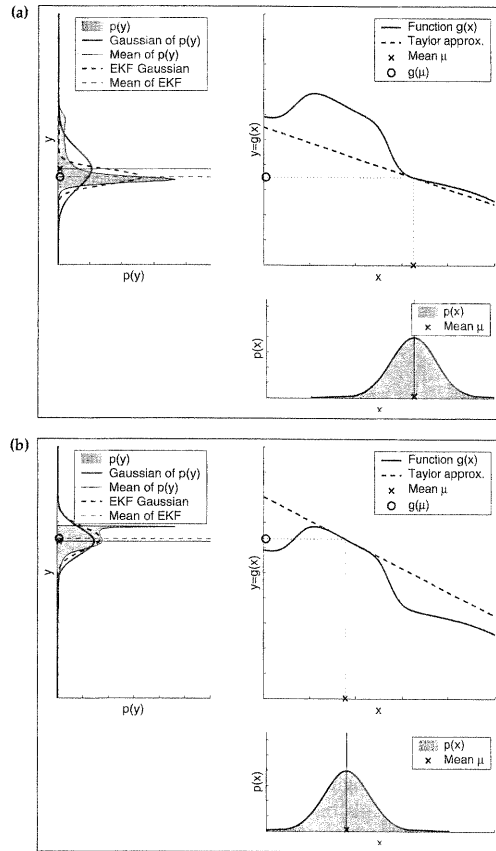 (a)
p(y)
Gaussian of p(y)
Mean of p(y)
EKF Gaussian
Mean of EKF
y
p(y)
Function g(x)
Taylor approx.
Mean μ
g(μ)
y=g(x)
x
p(x)
Mean μ
p(x)
x
(b)
p(y)
Gaussian of p(y)
Mean of p(y)
EKF Gaussian
Mean of EKF
y
p(y)
Function g(x)
Taylor approx.
Mean μ
g(μ)
y=g(x)
x
p(x)
Mean μ
p(x)
x